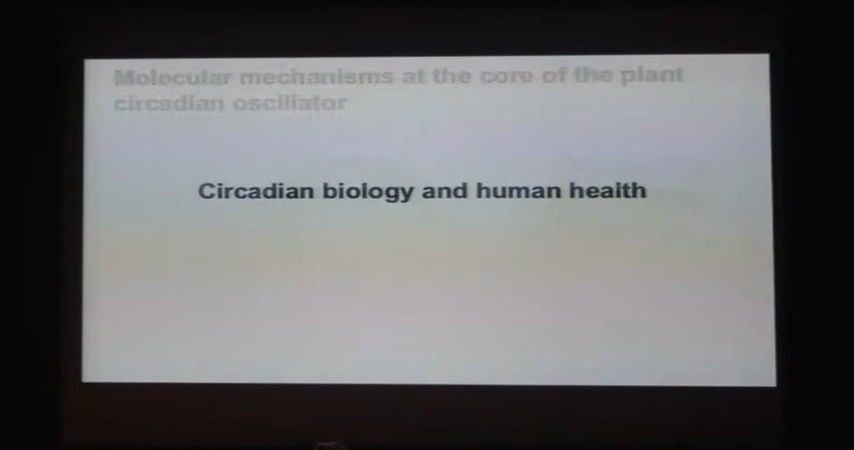 Molecular mechanisms at the core of the plant
circadian oscillator
Circadian biology and human health